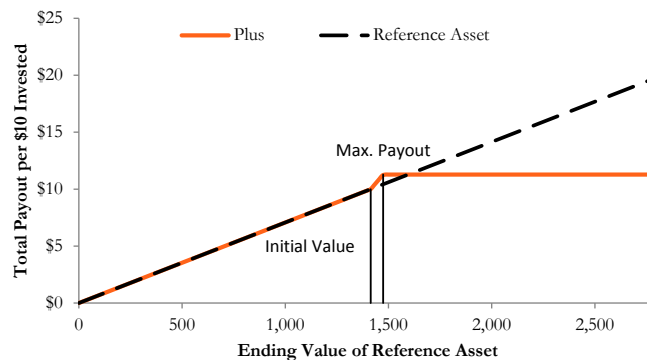 $25
Plus
Reference Asset
$20
$15
Max. Payout
$10
Initial Value
$5
$0
0
500
1,000
1,500
2,000
2,500
Total Payout per $10 Invested
Ending Value of Reference Asset